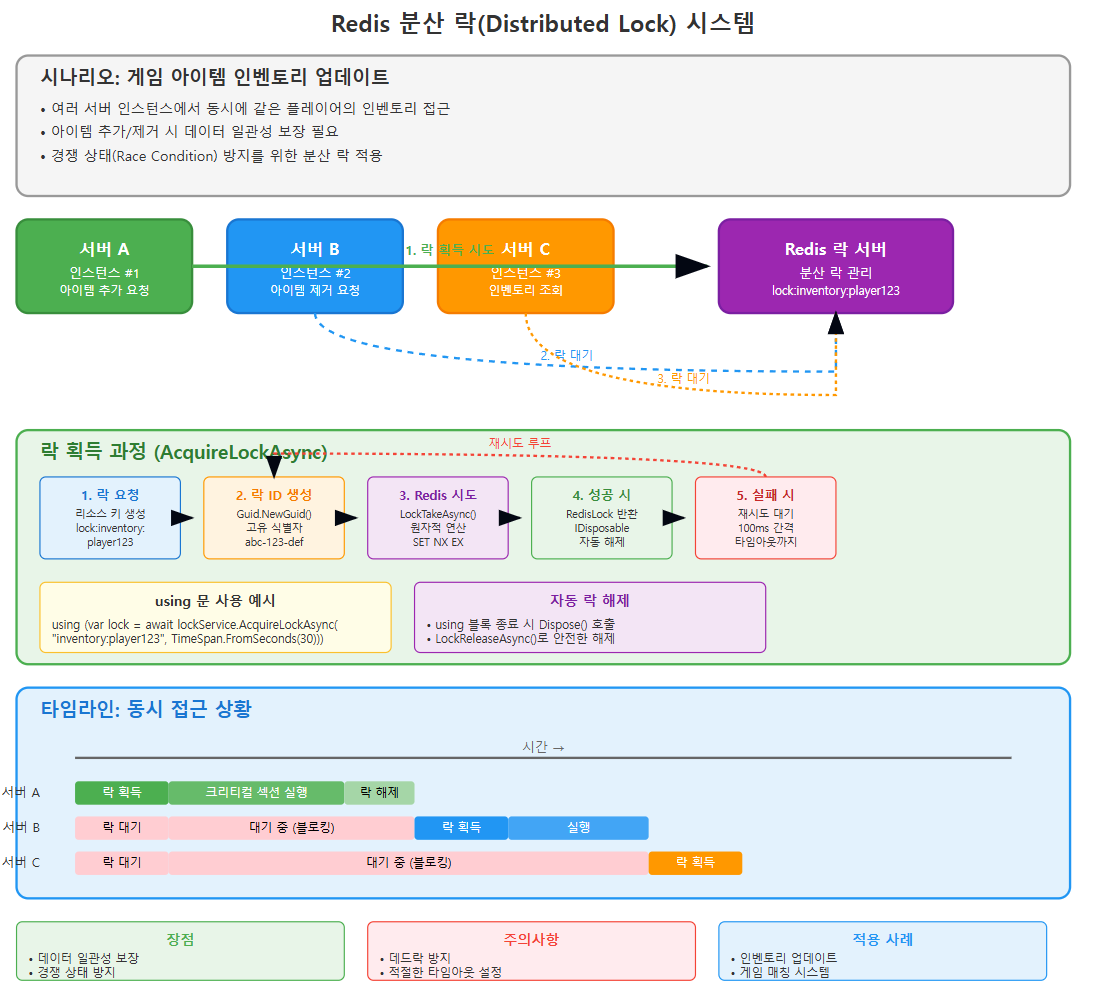 Redis 분산 락(Distributed Lock) 시스템
시나리오: 게임 아이템 인벤토리 업데이트
• 여러 서버 인스턴스에서 동시에 같은 플레이어의 인벤토리 접근
• 아이템 추가/제거 시 데이터 일관성 보장 필요
• 경쟁 상태(Race Condition) 방지를 위한 분산 락 적용
서버 A
인스턴스 #1
아이템 추가 요청
서버 B
인스턴스 #2
아이템 제거 요청
1. 락 획득 시도
서버 C
인스턴스 #3
인벤토리 조회
Redis 락 서버
분산 락 관리
lock:inventory:player123
2. 락 대기
3. 락 대기
락 획득 과정 (AcquireLockAsync)
재시도 루프
1. 락 요청
리소스 키 생성
lock:inventory:
player123
2. 락 ID 생성
Guid.NewGuid()
고유 식별자
abc-123-def
3. Redis 시도
LockTakeAsync()
원자적 연산
SET NX EX
4. 성공 시
RedisLock 반환
IDisposable
자동 해제
5. 실패 시
재시도 대기
100ms 간격
타임아웃까지
using 문 사용 예시
using (var lock = await lockService.AcquireLockAsync(
"inventory:player123", TimeSpan.FromSeconds(30)))
자동 락 해제
• using 블록 종료 시 Dispose() 호출
• LockReleaseAsync()로 안전한 해제
타임라인: 동시 접근 상황
시간 →
서버 A
락 획득
크리티컬 섹션 실행
락 해제
서버 B
락 대기
대기 중 (블로킹)
락 획득
실행
서버 C
락 대기
대기 중 (블로킹)
락 획득
장점
• 데이터 일관성 보장
• 경쟁 상태 방지
주의사항
• 데드락 방지
• 적절한 타임아웃 설정
적용 사례
• 인벤토리 업데이트
• 게임 매칭 시스템